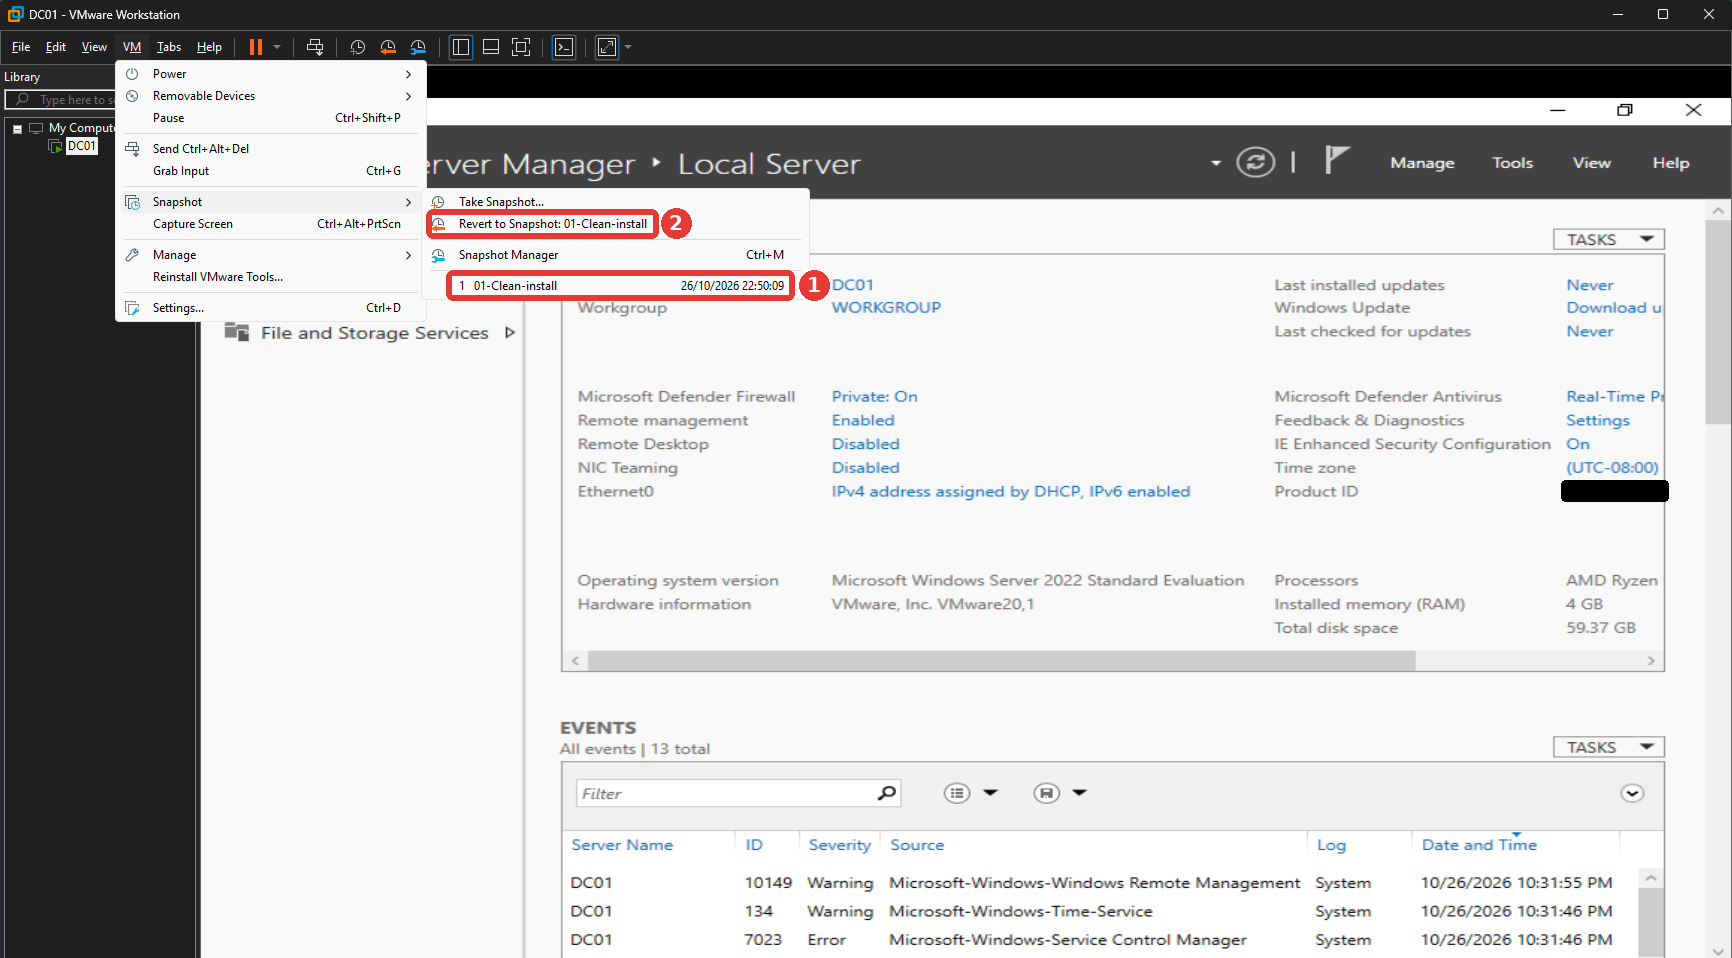 DC01 - VMware Workstation
File Edit View VM Tabs Help
Library
Type here to s
My Compute
DC01
Power
Removable Devices
Pause Ctrl+Shift+P
Send Ctrl+Alt+Del
Grab Input Ctrl+G
Snapshot
Capture Screen Ctrl+Alt+PrtScn
Manage
Reinstall VMware Tools...
Settings... Ctrl+D
Take Snapshot...
Revert to Snapshot: 01-Clean-install 2
Snapshot Manager Ctrl+M
1 01-Clean-install 26/10/2026 22:50:09 1
erver Manager Local Server
Manage Tools View Help
File and Storage Services
TASKS
DC01 Last installed updates Never
Workgroup WORKGROUP Windows Update Download u
Last checked for updates Never
Microsoft Defender Firewall Private: On Microsoft Defender Antivirus Real-Time Pr
Remote management Enabled Feedback & Diagnostics Settings
Remote Desktop Disabled IE Enhanced Security Configuration On
NIC Teaming Disabled Time zone (UTC-08:00)
Ethernet0 IPv4 address assigned by DHCP, IPv6 enabled Product ID
Operating system version Microsoft Windows Server 2022 Standard Evaluation Processors AMD Ryzen
Hardware information VMware, Inc. VMware20,1 Installed memory (RAM) 4 GB
Total disk space 59.37 GB
EVENTS
All events | 13 total
TASKS
Filter
Server Name ID Severity Source Log Date and Time
DC01 10149 Warning Microsoft-Windows-Windows Remote Management System 10/26/2026 10:31:55 PM
DC01 134 Warning Microsoft-Windows-Time-Service System 10/26/2026 10:31:46 PM
DC01 7023 Error Microsoft-Windows-Service Control Manager System 10/26/2026 10:31:46 PM